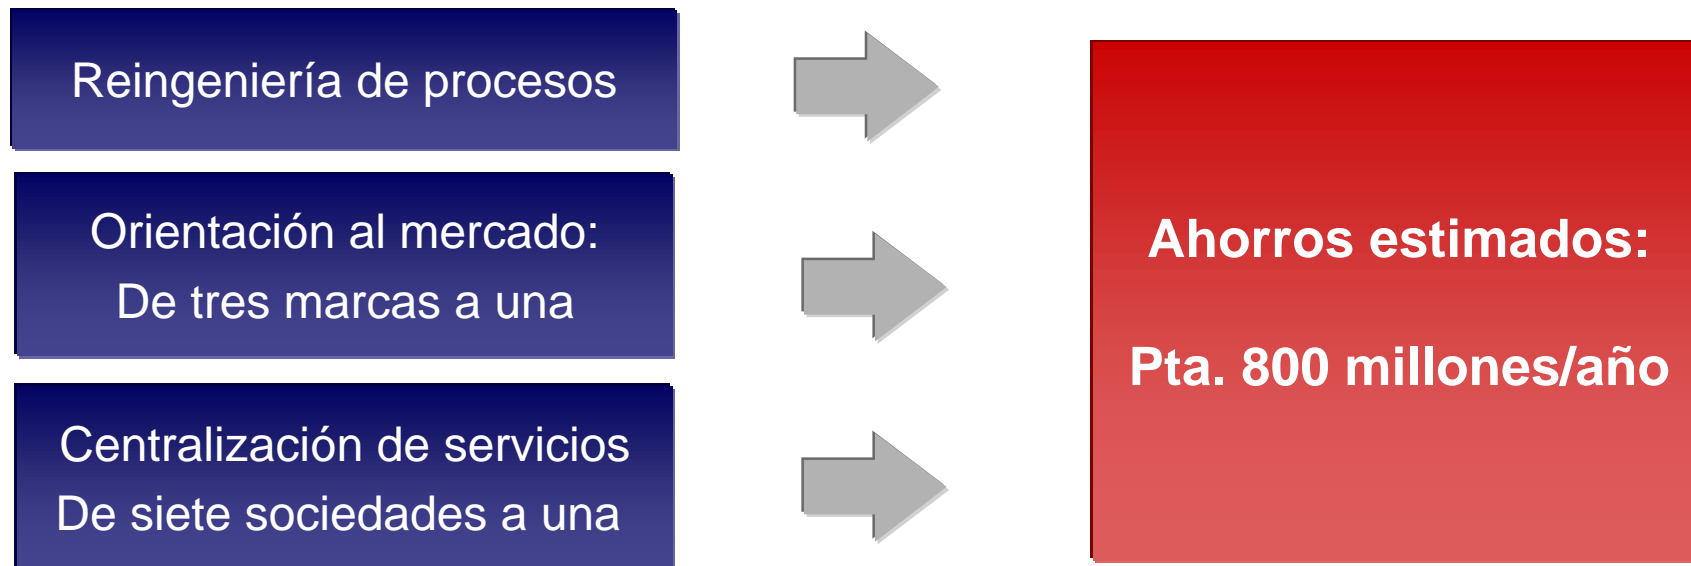 Reingeniería de procesos
Orientación al mercado:
De tres marcas a una
Centralización de servicios
De siete sociedades a una
Ahorros estimados:
Pta. 800 millones/año